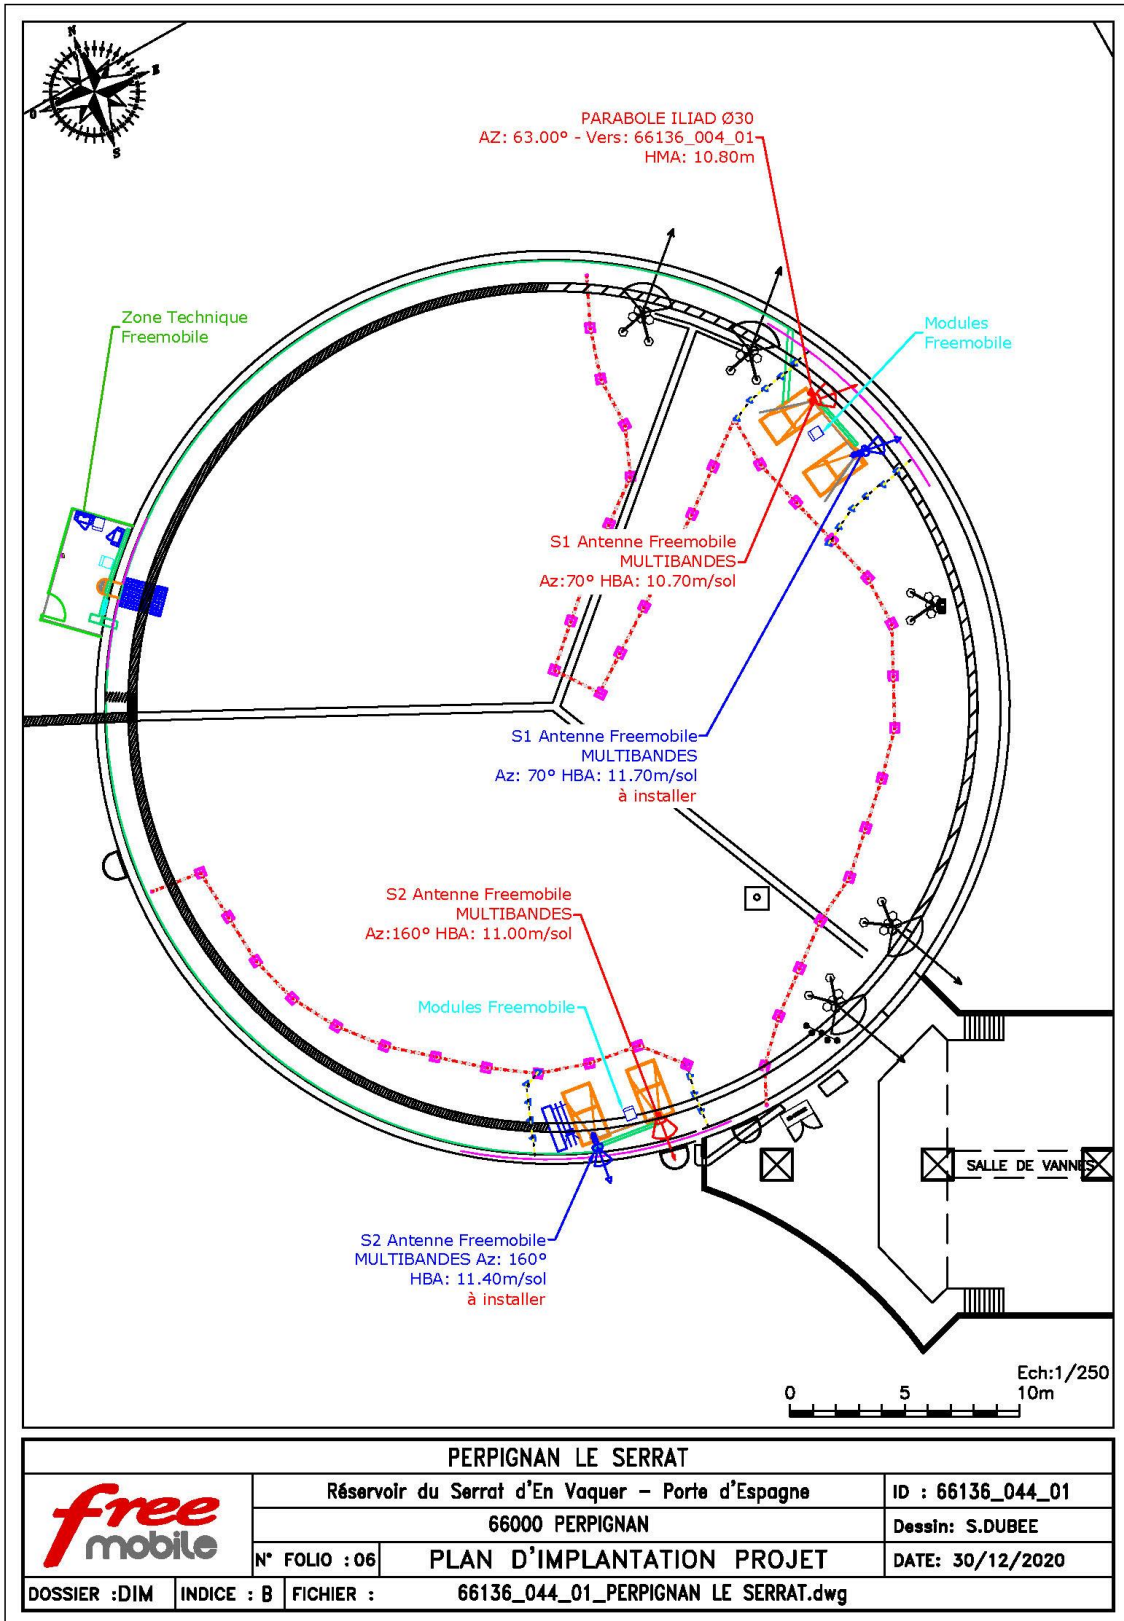 N
E
O
S
PARABOLE ILIAD Ø30
AZ: 63.00° - Vers: 66136_004_01
HMA: 10.80m
Zone Technique
Freemobile
Modules
Freemobile
S1 Antenne Freemobile
MULTIBANDES
Az:70° HBA: 10.70m/sol
S1 Antenne Freemobile
MULTIBANDES
Az: 70° HBA: 11.70m/sol
à installer
S2 Antenne Freemobile
MULTIBANDES
Az:160° HBA: 11.00m/sol
Modules Freemobile
SALLE DE VANNES
S2 Antenne Freemobile
MULTIBANDES Az: 160°
HBA: 11.40m/sol
à installer
Ech:1/250
0 5 10m
PERPIGNAN LE SERRAT
free
mobile
Réservoir du Serrat d'En Vaquer – Porte d'Espagne
ID : 66136_044_01
66000 PERPIGNAN
Dessin: S.DUBEE
N° FOLIO :06
PLAN D'IMPLANTATION PROJET
DATE: 30/12/2020
DOSSIER :DIM
INDICE : B
FICHIER : 66136_044_01_PERPIGNAN LE SERRAT.dwg